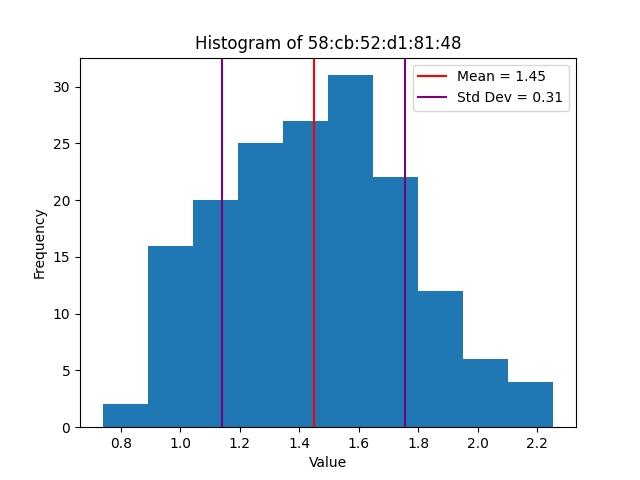 Histogram of 58:cb:52:d1:81:48
Mean = 1.45
Std Dev = 0.31
30
25
20
15
10
5
0
Frequency
0.8 1.0 1.2 1.4 1.6 1.8 2.0 2.2
Value